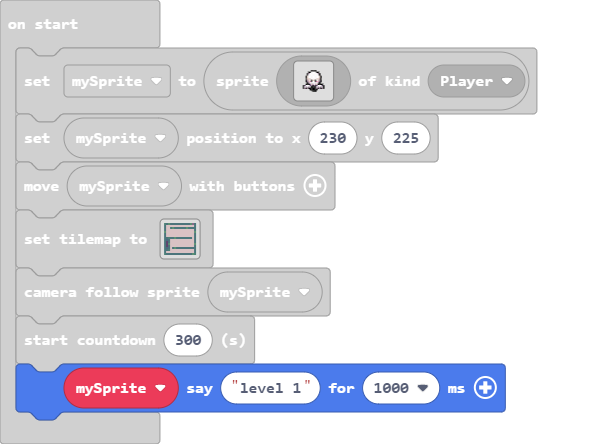 on start
set mySprite to sprite of kind Player
set mySprite position to x 230 y 225
move mySprite with buttons
set tilemap to
camera follow sprite mySprite
start countdown 300 (s)
mySprite say "level 1" for 1000 ms